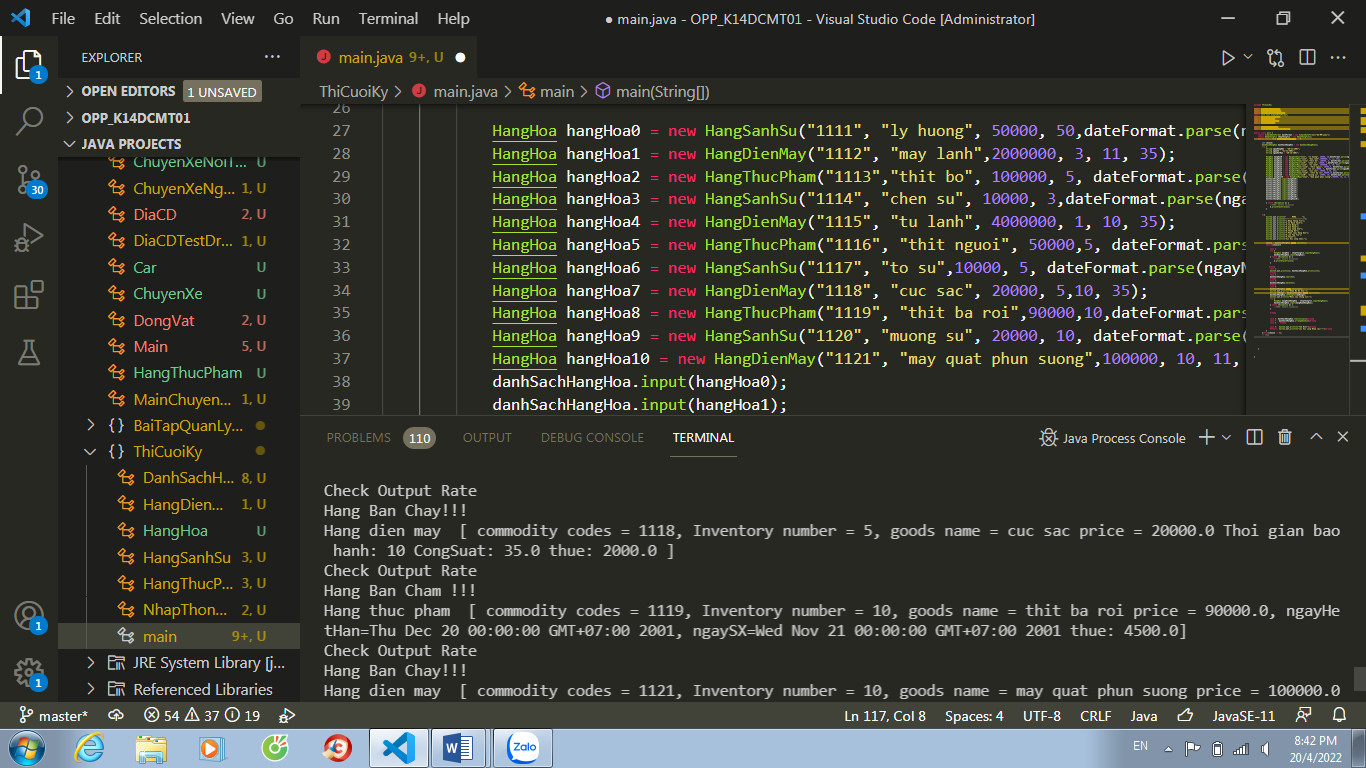 File Edit Selection View Go Run Terminal Help
● main.java - OPP_K14DCMT01 - Visual Studio Code [Administrator]
EXPLORER ...
main.java 9+, U
OPEN EDITORS 1 UNSAVED
ThiCuoiKy > main.java > main > main(String[])
OPP_K14DCMT01
JAVA PROJECTS
ChuyenXeNoiT... U
ChuyenXeNg... 1, U
DiaCD 2, U
DiaCDTestDr... 1, U
Car U
ChuyenXe U
DongVat 2, U
Main 5, U
HangThucPham U
MainChuyen... 1, U
BaiTapQuanLy...
ThiCuoiKy
DanhSachH... 8, U
HangDien... 1, U
HangHoa U
HangSanhSu 3, U
HangThucP... 3, U
NhapThon... 2, U
main 9+, U
JRE System Library [j...
Referenced Libraries
1
30
1
1
26
27 HangHoa hangHoa0 = new HangSanhSu("1111", "ly huong", 50000, 50,dateFormat.parse(n
28 HangHoa hangHoa1 = new HangDienMay("1112", "may lanh",2000000, 3, 11, 35);
29 HangHoa hangHoa2 = new HangThucPham("1113","thit bo", 100000, 5, dateFormat.parse(
30 HangHoa hangHoa3 = new HangSanhSu("1114", "chen su", 10000, 3,dateFormat.parse(nga
31 HangHoa hangHoa4 = new HangDienMay("1115", "tu lanh", 4000000, 1, 10, 35);
32 HangHoa hangHoa5 = new HangThucPham("1116", "thit nguoi", 50000,5, dateFormat.pars
33 HangHoa hangHoa6 = new HangSanhSu("1117", "to su",10000, 5, dateFormat.parse(ngayN
34 HangHoa hangHoa7 = new HangDienMay("1118", "cuc sac", 20000, 5,10, 35);
35 HangHoa hangHoa8 = new HangThucPham("1119", "thit ba roi",90000,10,dateFormat.pars
36 HangHoa hangHoa9 = new HangSanhSu("1120", "muong su", 20000, 10, dateFormat.parse(
37 HangHoa hangHoa10 = new HangDienMay("1121", "may quat phun suong",100000, 10, 11,
38 danhSachHangHoa.input(hangHoa0);
39 danhSachHangHoa.input(hangHoa1);
PROBLEMS 110 OUTPUT DEBUG CONSOLE TERMINAL Java Process Console
Check Output Rate
Hang Ban Chay!!!
Hang dien may [ commodity codes = 1118, Inventory number = 5, goods name = cuc sac price = 20000.0 Thoi gian bao
hanh: 10 CongSuat: 35.0 thue: 2000.0 ]
Check Output Rate
Hang Ban Cham !!!
Hang thuc pham [ commodity codes = 1119, Inventory number = 10, goods name = thit ba roi price = 90000.0, ngayHe
tHan=Thu Dec 20 00:00:00 GMT+07:00 2001, ngaySX=Wed Nov 21 00:00:00 GMT+07:00 2001 thue: 4500.0]
Check Output Rate
Hang Ban Chay!!!
Hang dien may [ commodity codes = 1121, Inventory number = 10, goods name = may quat phun suong price = 100000.0
master* 54 37 19 Ln 117, Col 8 Spaces: 4 UTF-8 CRLF Java JavaSE-11
Zalo
EN
8:42 PM
20/4/2022